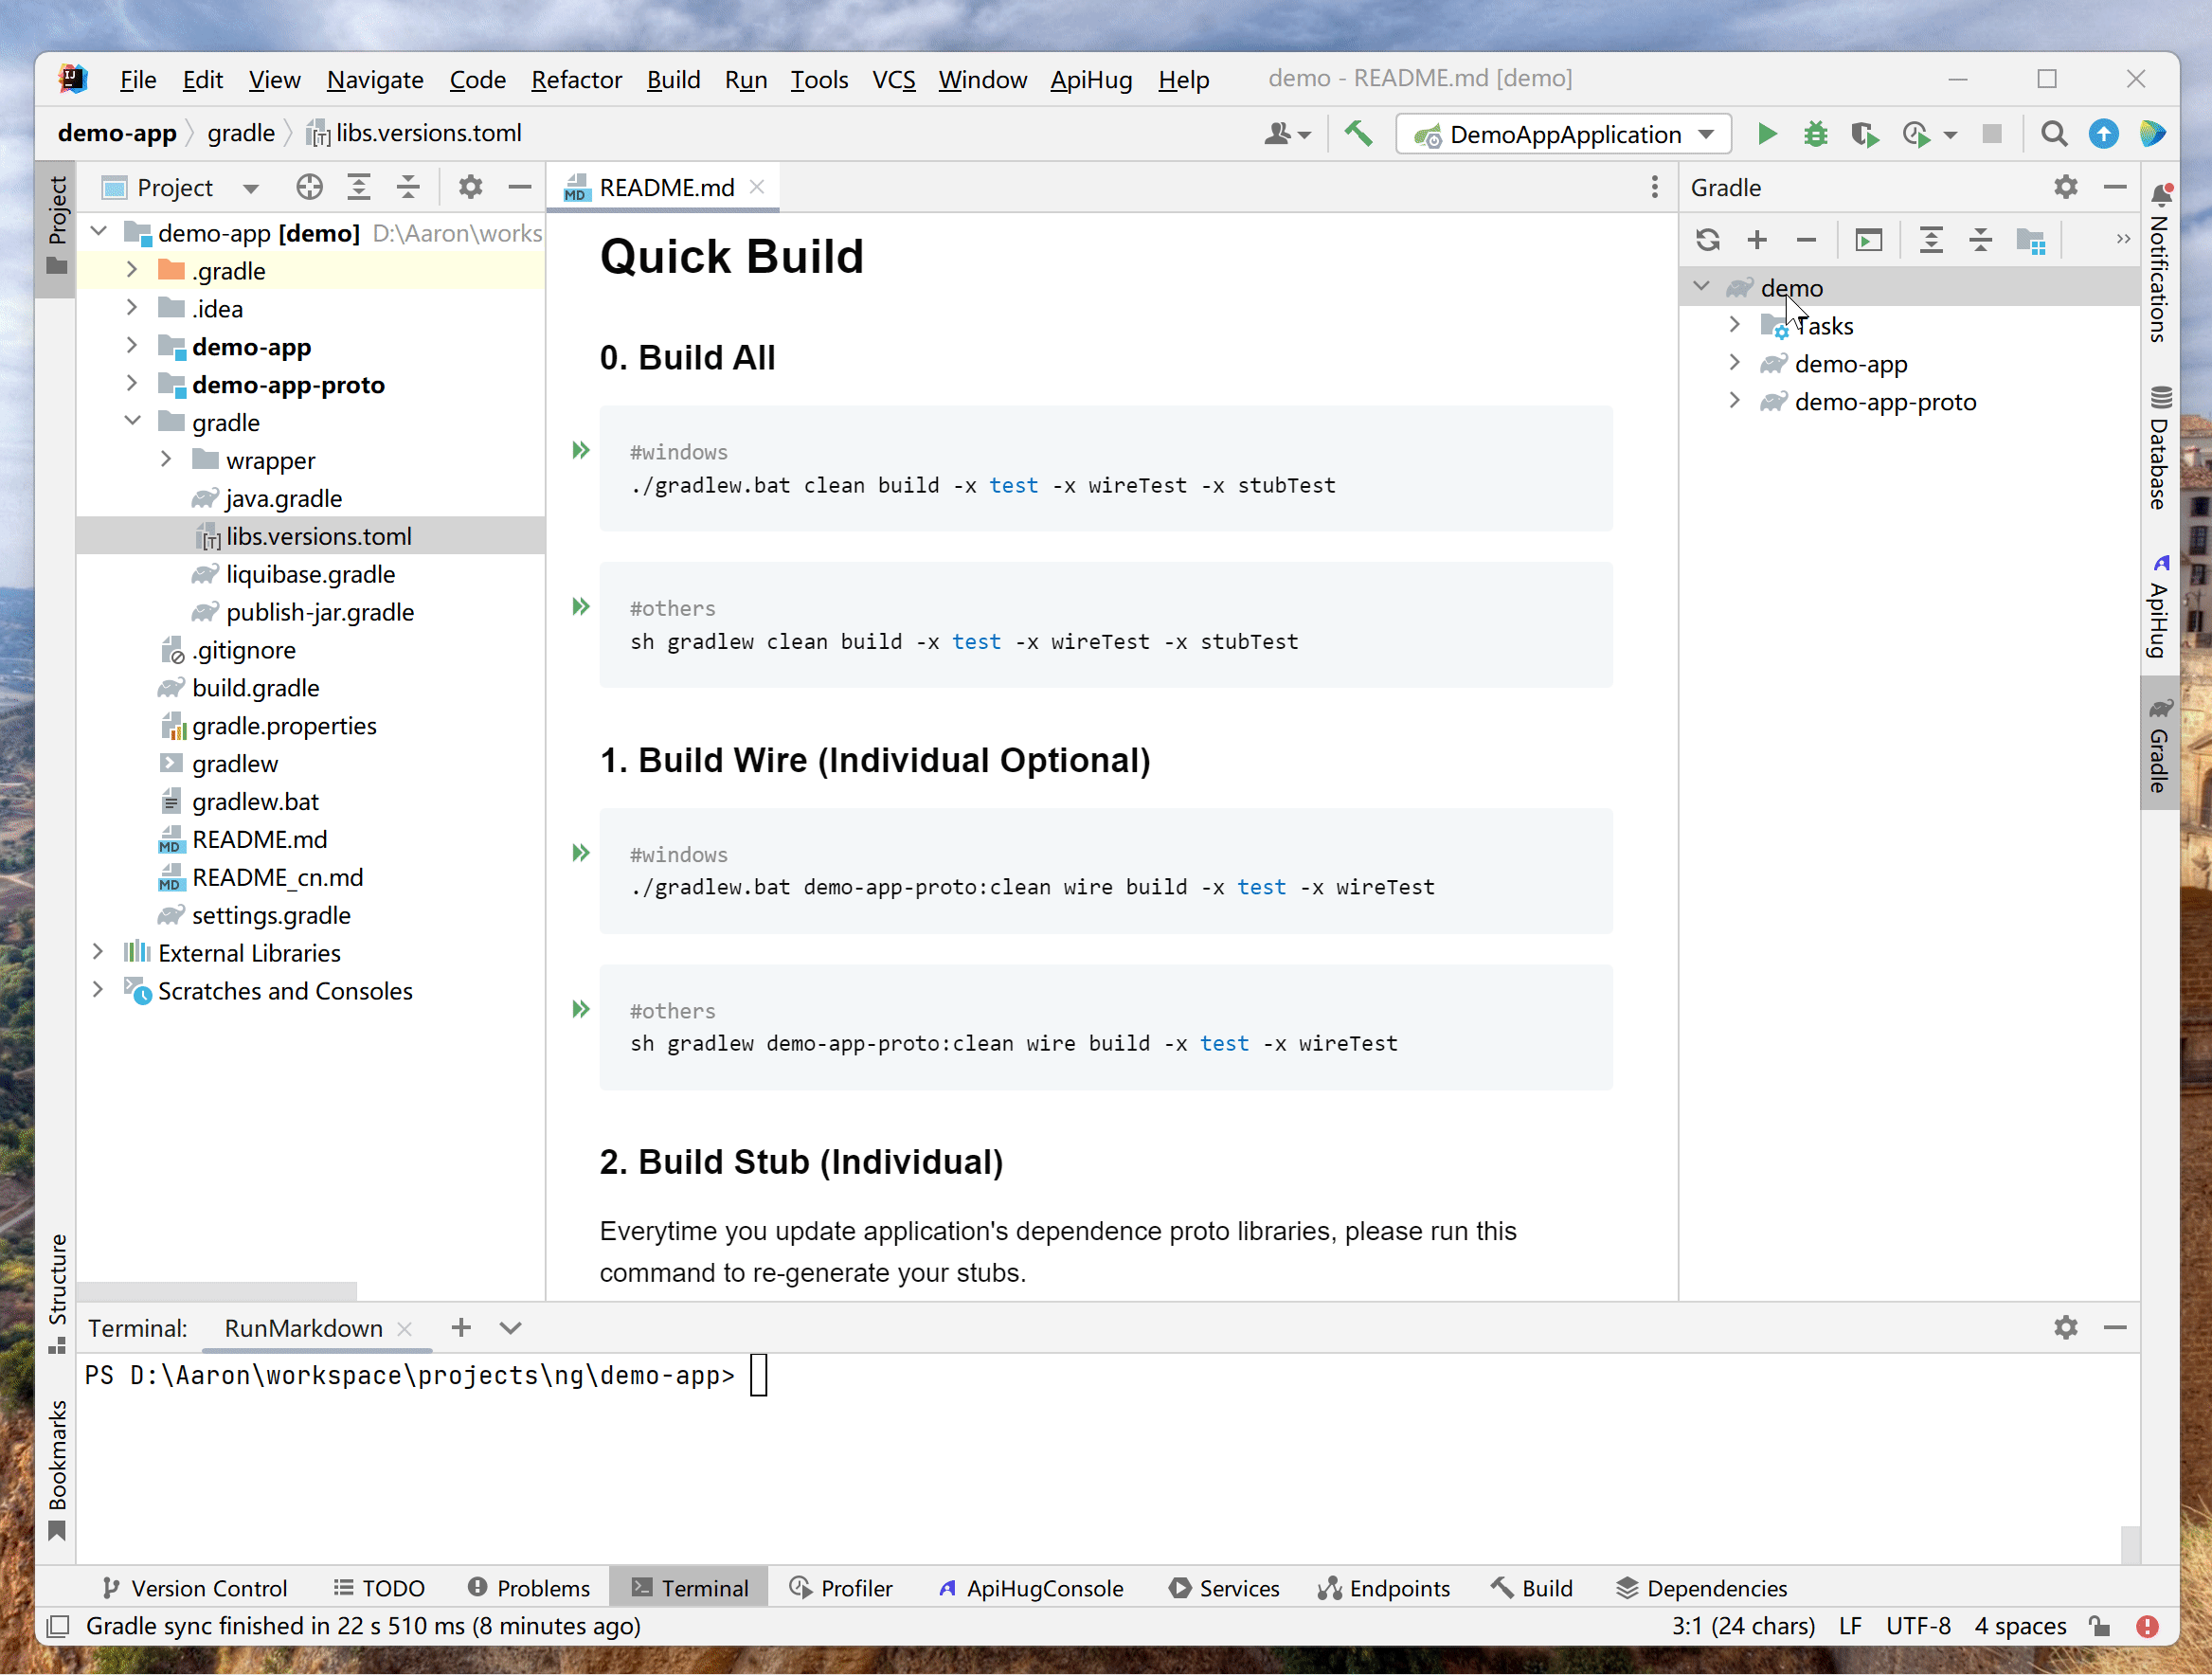 File Edit View Navigate Code Refactor Build Run Tools VCS Window ApiHug Help demo - README.md [demo]
demo-app gradle libs.versions.toml DemoAppApplication
Project
Project
demo-app [demo] D:\Aaron\works
.gradle
.idea
demo-app
demo-app-proto
gradle
wrapper
java.gradle
libs.versions.toml
liquibase.gradle
publish-jar.gradle
.gitignore
build.gradle
gradle.properties
gradlew
gradlew.bat
README.md
README_cn.md
settings.gradle
External Libraries
Scratches and Consoles
Structure
Bookmarks
README.md
Quick Build
0. Build All
#windows
./gradlew.bat clean build -x test -x wireTest -x stubTest
#others
sh gradlew clean build -x test -x wireTest -x stubTest
1. Build Wire (Individual Optional)
#windows
./gradlew.bat demo-app-proto:clean wire build -x test -x wireTest
#others
sh gradlew demo-app-proto:clean wire build -x test -x wireTest
2. Build Stub (Individual)
Everytime you update application's dependence proto libraries, please run this
command to re-generate your stubs.
Gradle
demo
Tasks
demo-app
demo-app-proto
Notifications
Database
ApiHug
Gradle
Terminal: RunMarkdown
PS D:\Aaron\workspace\projects\ng\demo-app>
Version Control TODO Problems Terminal Profiler ApiHugConsole Services Endpoints Build Dependencies
Gradle sync finished in 22 s 510 ms (8 minutes ago) 3:1 (24 chars) LF UTF-8 4 spaces